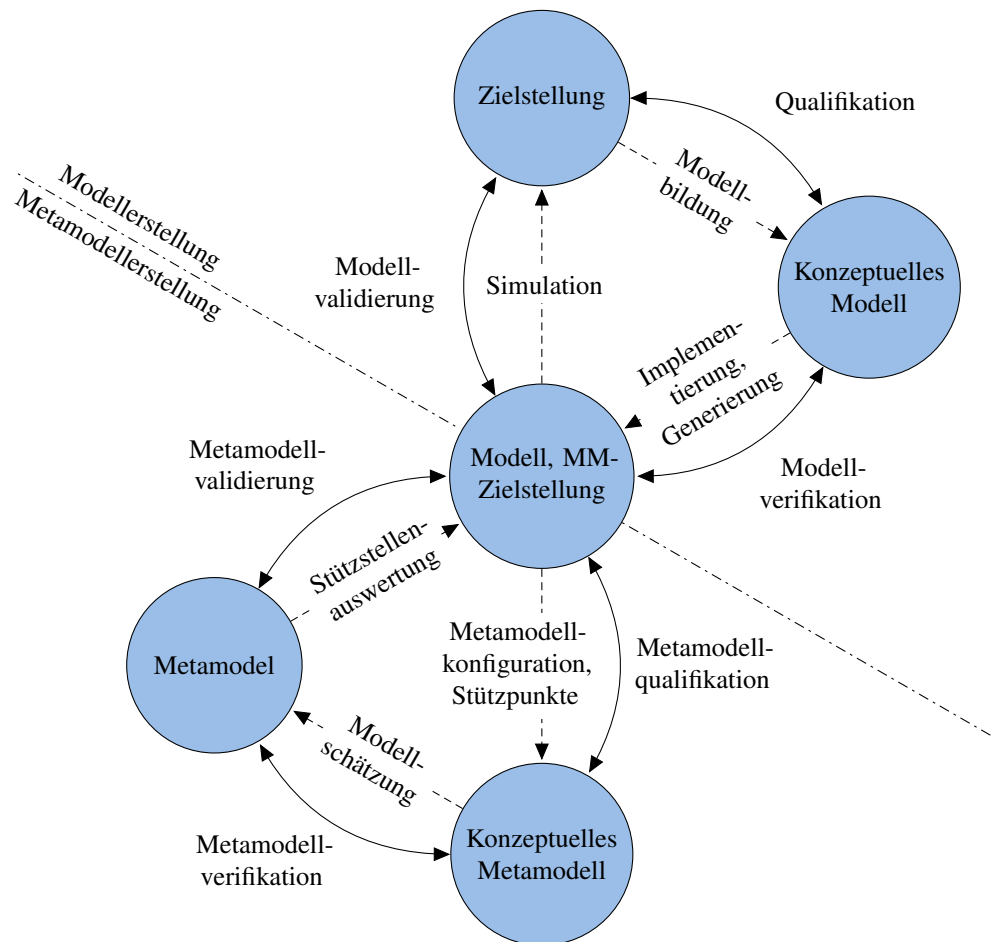 Zielstellung
Qualifikation
Modell-
bildung
Modellerstellung
Metamodellerstellung
Modell-
validierung
Simulation
Konzeptuelles
Modell
Implemen-
tierung,
Generierung
Metamodell-
validierung
Modell, MM-
Zielstellung
Modell-
verifikation
Stützstellen-
auswertung
Metamodell-
konfiguration,
Stützpunkte
Metamodell-
qualifikation
Metamodel
Modell-
schätzung
Metamodell-
verifikation
Konzeptuelles
Metamodell